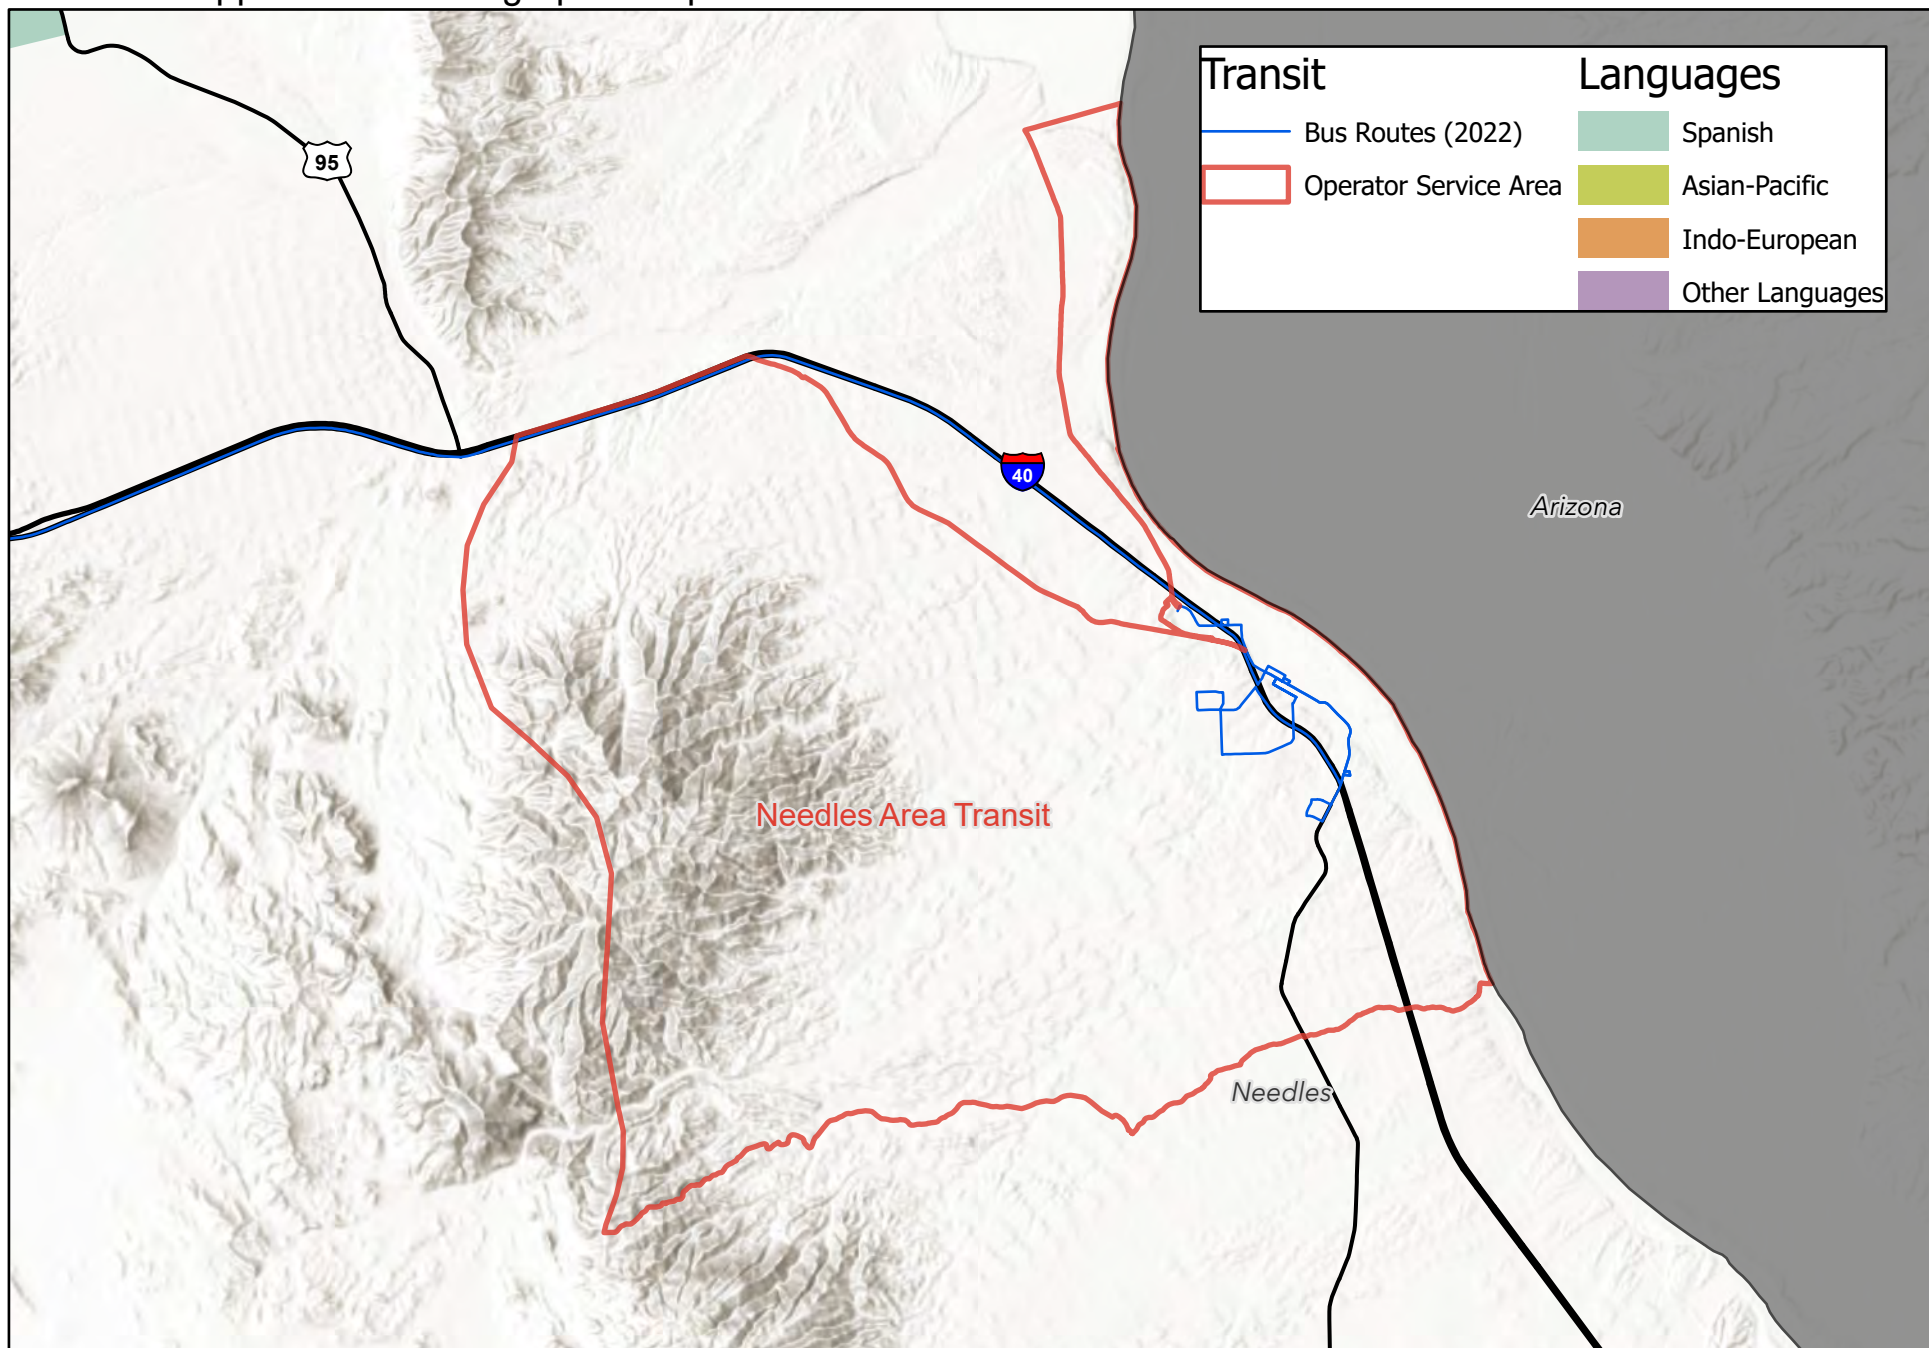 Transit
Languages
Bus Routes (2022)
Spanish
Operator Service Area
Asian-Pacific
Indo-European
Other Languages
95
40
Arizona
Needles Area Transit
Needles